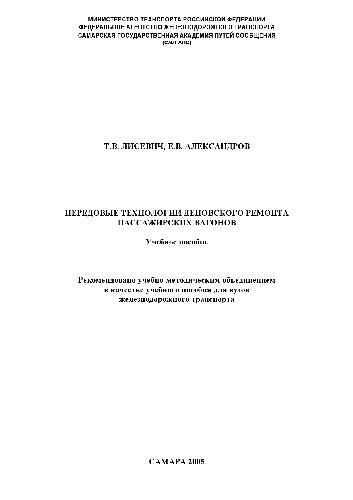 МИНИСТЕРСТВО ТРАНСПОРТА РОССИЙСКОЙ ФЕДЕРАЦИИ
ФЕДЕРАЛЬНОЕ АГЕНТСТВО ЖЕЛЕЗНОДОРОЖНОГО ТРАНСПОРТА
САМАРСКАЯ ГОСУДАРСТВЕННАЯ АКАДЕМИЯ ПУТЕЙ СООБЩЕНИЯ
(САМГАПС)
Т.В. ЛИСЕВИЧ, Е.В. АЛЕКСАНДРОВ
ПЕРЕДОВЫЕ ТЕХНОЛОГИИ ДЕПОВСКОГО РЕМОНТА
ПАССАЖИРСКИХ ВАГОНОВ
Учебное пособие
Рекомендовано учебно-методическим объединением
в качестве учебного пособия для вузов
железнодорожного транспорта
САМАРА 2005